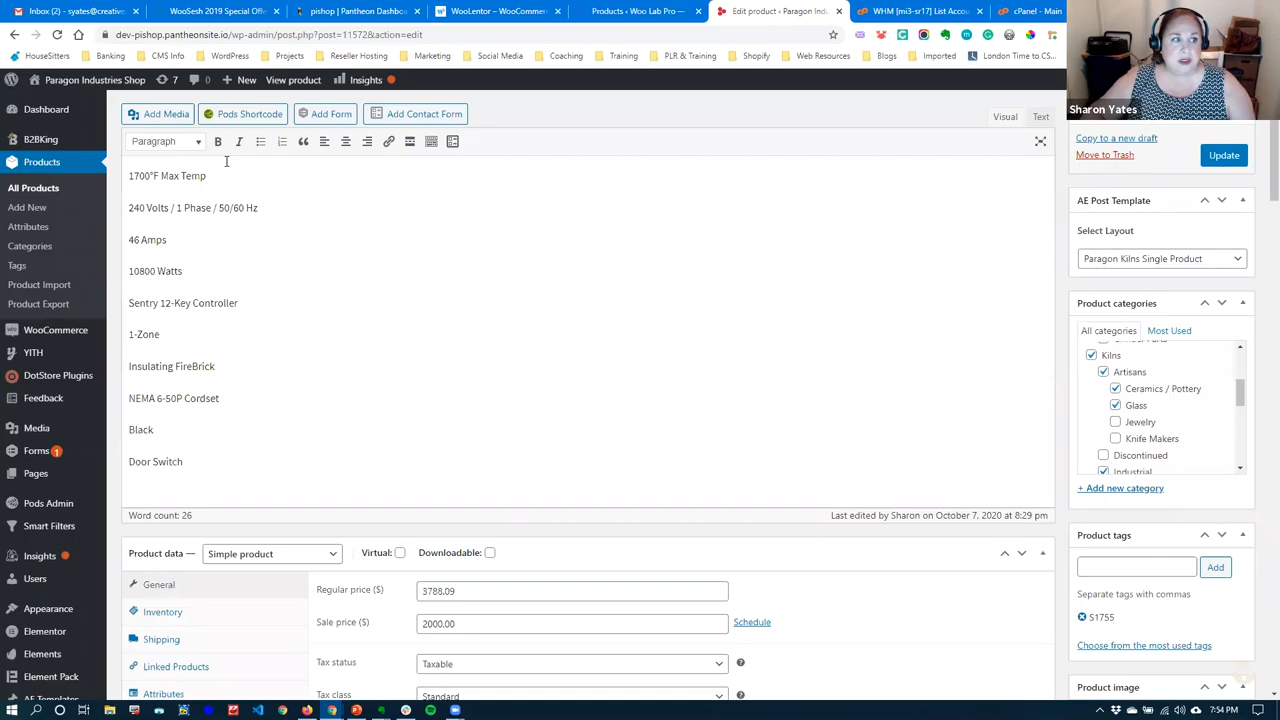 Inbox (2) - syates@creative
WooSesh 2019 Special Offe
pishop | Pantheon Dashboa
WooLentor – WooCommerc
Products ‹ Woo Lab Pro —
Edit product ‹ Paragon Indu
WHM [mi3-sr17] List Accou
cPanel - Main
dev-pishop.pantheonsite.io/wp-admin/post.php?post=11572&action=edit
HouseSitters Banking CMS Info WordPress Projects Reseller Hosting Marketing Social Media Coaching Training PLR & Training Shopify Web Resources Blogs Imported London Time to CS...
Sharon Yates
Paragon Industries Shop 7 0 + New View product Insights
Dashboard
B2BKing
Products
All Products
Add New
Attributes
Categories
Tags
Product Import
Product Export
WooCommerce
YITH
DotStore Plugins
Feedback
Media
Forms 1
Pages
Pods Admin
Smart Filters
Insights
Users
Appearance
Elementor
Elements
Element Pack
AE Templates
Add Media Pods Shortcode Add Form Add Contact Form
Visual Text
Paragraph
1700°F Max Temp
240 Volts / 1 Phase / 50/60 Hz
46 Amps
10800 Watts
Sentry 12-Key Controller
1-Zone
Insulating FireBrick
NEMA 6-50P Cordset
Black
Door Switch
Word count: 26
Last edited by Sharon on October 7, 2020 at 8:29 pm
Product data — Simple product Virtual: Downloadable:
General
Inventory
Shipping
Linked Products
Attributes
Regular price ($) 3788.09
Sale price ($) 2000.00 Schedule
Tax status Taxable
Tax class Standard
Copy to a new draft
Move to Trash
Update
AE Post Template
Select Layout
Paragon Kilns Single Product
Product categories
All categories Most Used
Kilns
Artisans
Ceramics / Pottery
Glass
Jewelry
Knife Makers
Discontinued
Industrial
+ Add new category
Product tags
Add
Separate tags with commas
S1755
Choose from the most used tags
Product image
7:54 PM